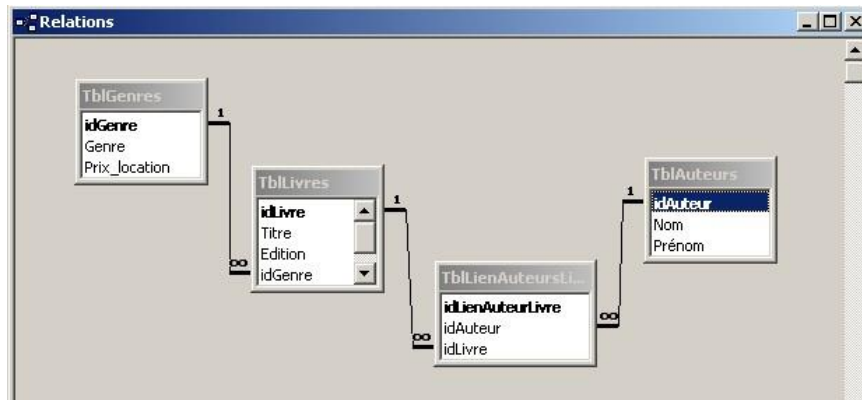 Relations
TblGenres
idGenre
Genre
Prix_location
1
∞
TblLivres
idLivre
Titre
Edition
idGenre
1
∞
TblLienAuteursLi...
idLienAuteurLivre
idAuteur
idLivre
1
∞
TblAuteurs
idAuteur
Nom
Prénom